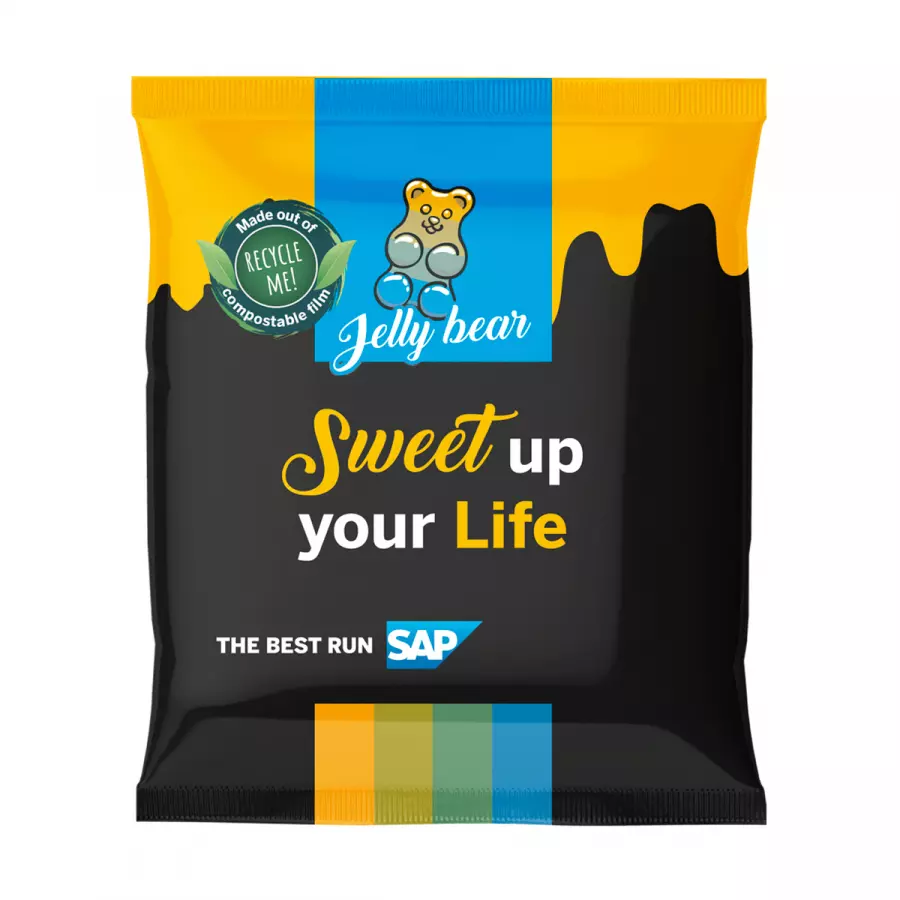 Made out of
RECYCLE
ME!
compostable film
Jelly bear
Sweet up
your Life
THE BEST RUN SAP